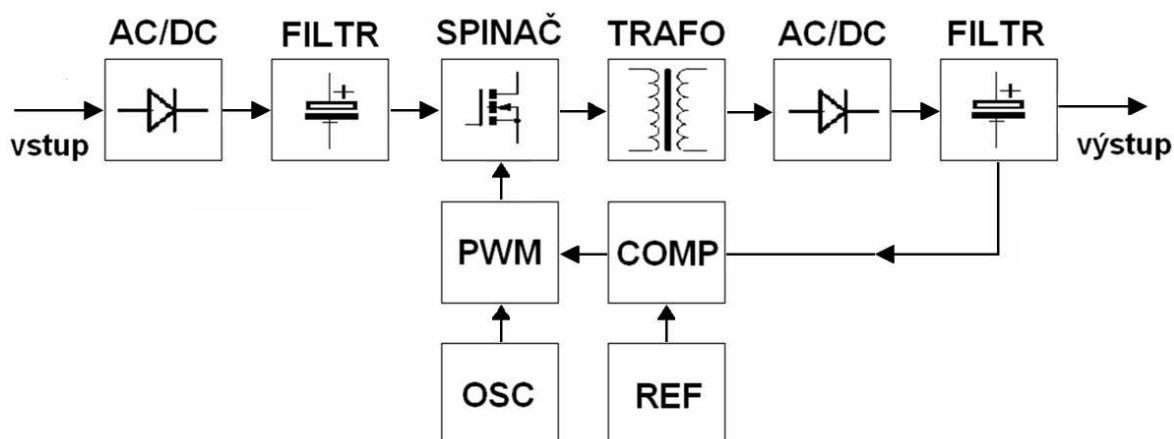 AC/DC FILTR SPINAČ TRAFO AC/DC FILTR
vstup výstup
PWM COMP
OSC REF